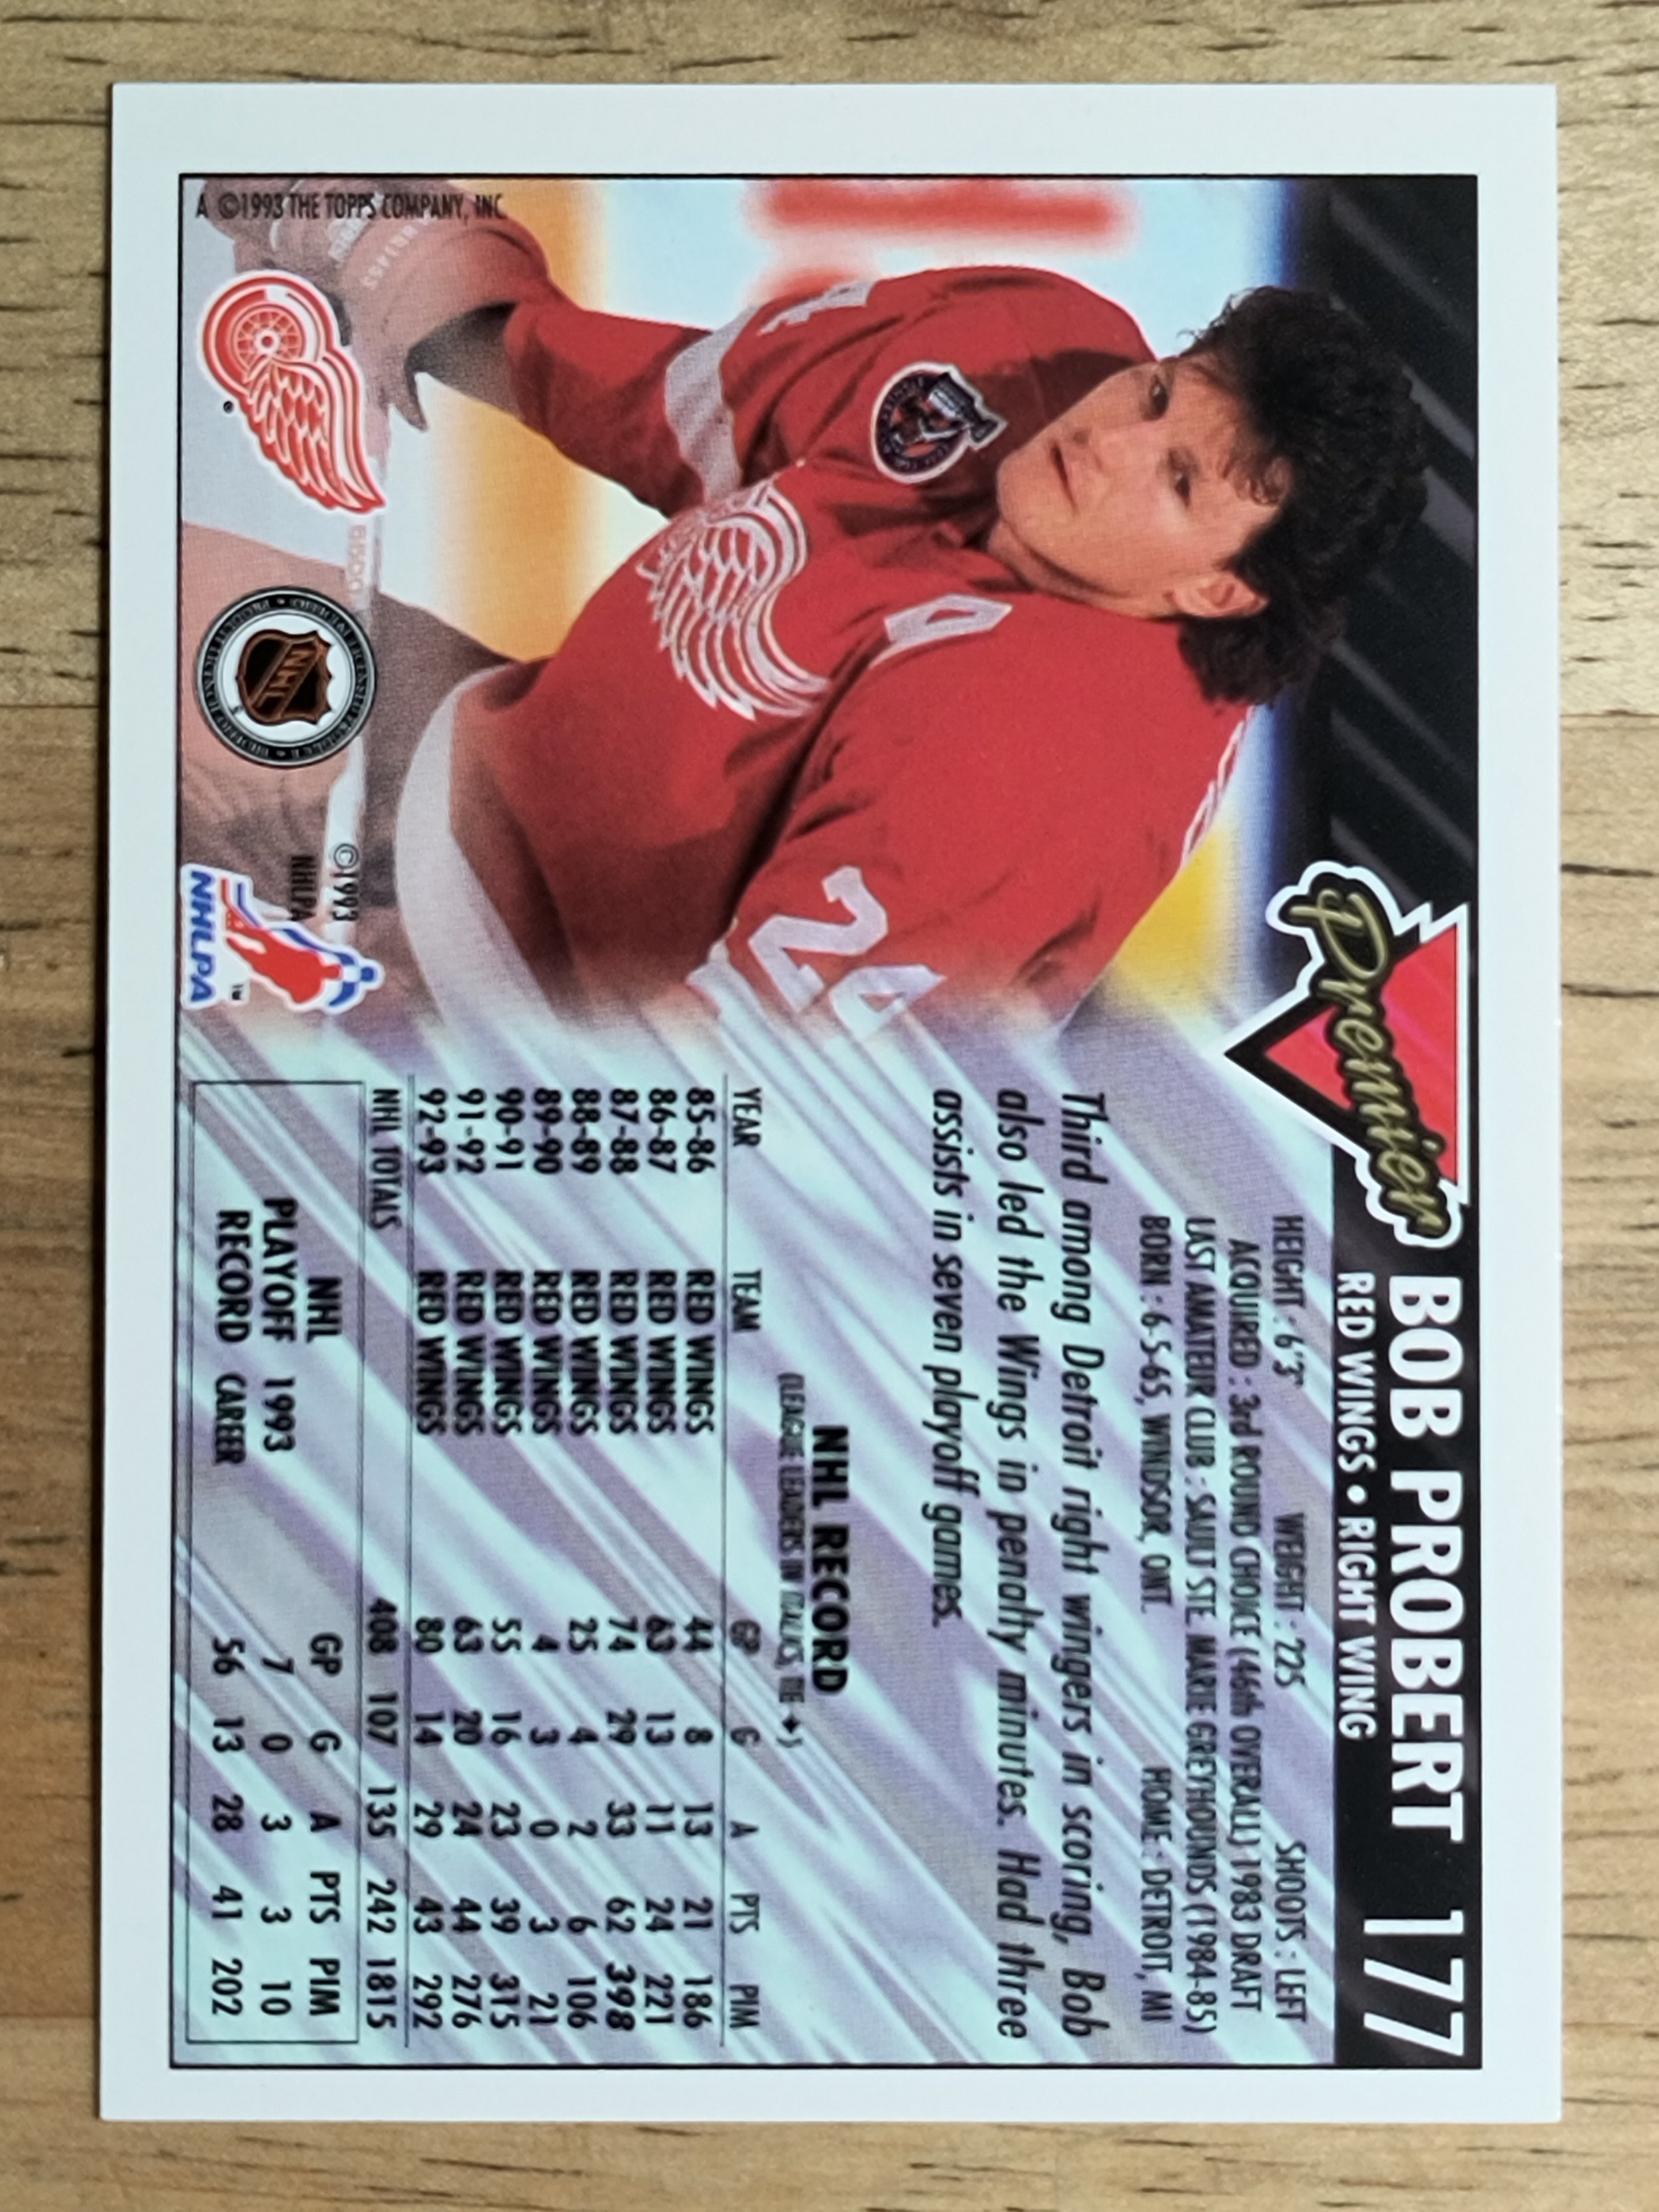 Premier
BOB PROBERT 177
RED WINGS • RIGHT WING
HEIGHT : 6'3" WEIGHT : 225 SHOOTS : LEFT
ACQUIRED : 3rd ROUND CHOICE (46th OVERALL) 1983 DRAFT
LAST AMATEUR CLUB : SAULT STE. MARIE GREYHOUNDS (1984-85)
BORN : 6-5-65, WINDSOR, ONT. HOME : DETROIT, MI
Third among Detroit right wingers in scoring, Bob
also led the Wings in penalty minutes. Had three
assists in seven playoff games.
NHL RECORD
(LEAGUE LEADERS IN ITALICS, TIE ♦)
YEAR TEAM GP G A PTS PIM
85-86 RED WINGS 44 8 13 21 186
86-87 RED WINGS 63 13 11 24 221
87-88 RED WINGS 74 29 33 62 398
88-89 RED WINGS 25 4 2 6 106
89-90 RED WINGS 4 3 0 3 21
90-91 RED WINGS 55 16 23 39 315
91-92 RED WINGS 63 20 24 44 276
92-93 RED WINGS 80 14 29 43 292
NHL TOTALS 408 107 135 242 1815
NHL GP G A PTS PIM
PLAYOFF 1993 7 0 3 3 10
RECORD CAREER 56 13 28 41 202
24
A ©1993 THE TOPPS COMPANY, INC.
NHL
©1993
NHLPA
NHLPA
™